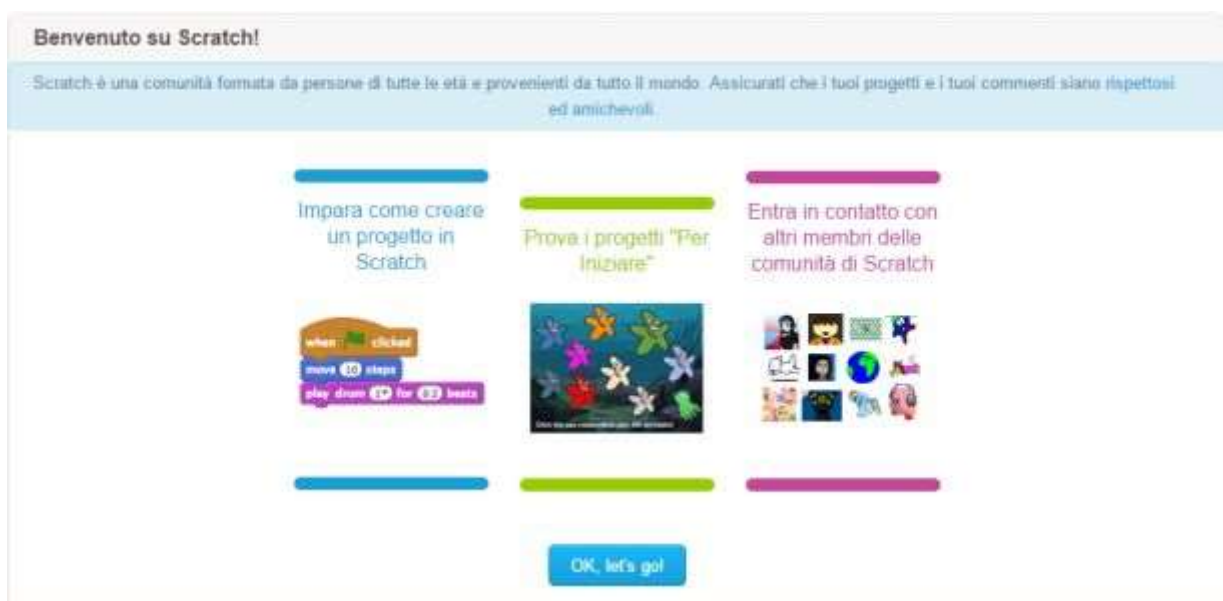 Benvenuto su Scratch!
Scratch è una comunità formata da persone di tutte le età e provenienti da tutto il mondo. Assicurati che i tuoi progetti e i tuoi commenti siano rispettosi
ed amichevoli.
Impara come creare
un progetto in
Scratch
Prova i progetti "Per
Iniziare"
Entra in contatto con
altri membri delle
comunità di Scratch
when clicked
move 10 steps
play drum 1 for 0.2 beats
OK, let's go!